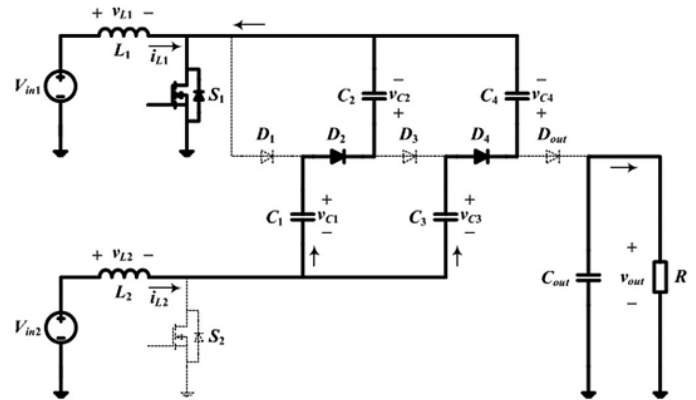 + vL1 −
L1
iL1
Vin1
S1
C2
−
vC2
+
C4
−
vC4
+
D1
D2
D3
D4
Dout
C1
+
vC1
−
C3
+
vC3
−
+ vL2 −
L2
iL2
Vin2
S2
Cout
+
vout
−
R